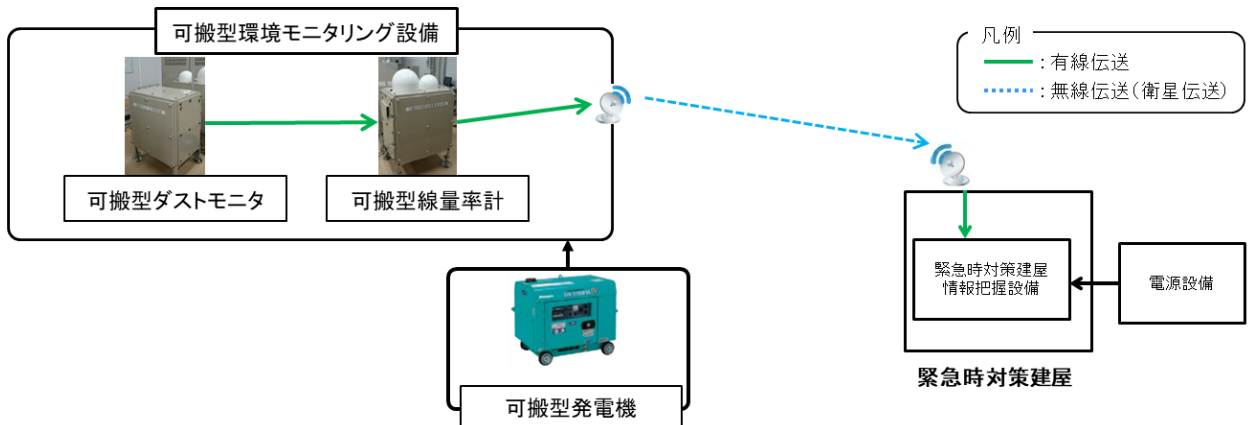 可搬型環境モニタリング設備
凡例
：有線伝送
：無線伝送（衛星伝送）
可搬型ダストモニタ
可搬型線量率計
緊急時対策建屋
情報把握設備
電源設備
緊急時対策建屋
可搬型発電機